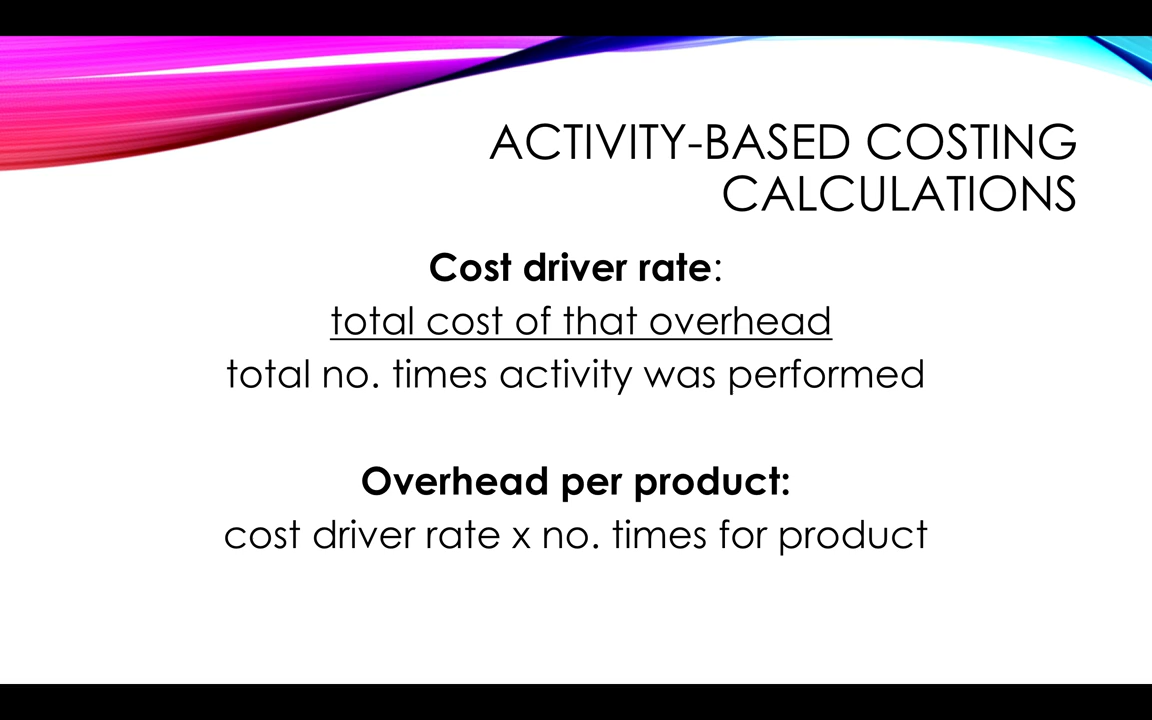 ACTIVITY-BASED COSTING
CALCULATIONS
Cost driver rate:
total cost of that overhead
total no. times activity was performed
Overhead per product:
cost driver rate x no. times for product